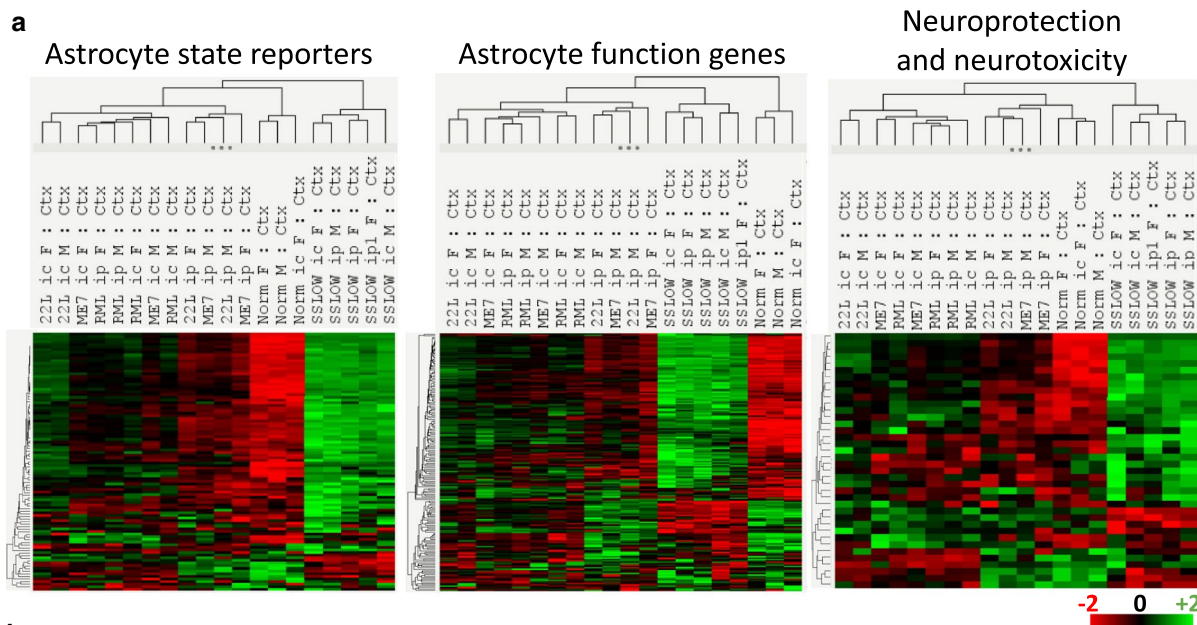 a
Astrocyte state reporters
Astrocyte function genes
Neuroprotection
and neurotoxicity
22L ic F : Ctx
22L ic M : Ctx
ME7 ic F : Ctx
RML ip F : Ctx
RML ip M : Ctx
RML ic F : Ctx
ME7 ic M : Ctx
RML ic M : Ctx
22L ip F : Ctx
ME7 ip M : Ctx
22L ip M : Ctx
ME7 ip F : Ctx
Norm F : Ctx
Norm M : Ctx
Norm ic F : Ctx
SSLOW ic F : Ctx
SSLOW ip M : Ctx
SSLOW ip F : Ctx
SSLOW ipl F : Ctx
SSLOW ic M : Ctx
22L ic F : Ctx
22L ic M : Ctx
ME7 ic F : Ctx
RML ip F : Ctx
RML ip M : Ctx
ME7 ic M : Ctx
RML ic F : Ctx
RML ic M : Ctx
22L ip F : Ctx
ME7 ip M : Ctx
22L ip M : Ctx
ME7 ip F : Ctx
SSLOW ic F : Ctx
SSLOW ip F : Ctx
SSLOW ip M : Ctx
SSLOW ic M : Ctx
SSLOW ipl F : Ctx
Norm F : Ctx
Norm M : Ctx
Norm ic F : Ctx
22L ic F : Ctx
22L ic M : Ctx
ME7 ic F : Ctx
RML ic F : Ctx
ME7 ic M : Ctx
RML ip F : Ctx
RML ip M : Ctx
RML ic M : Ctx
22L ip F : Ctx
22L ip M : Ctx
ME7 ip M : Ctx
ME7 ip F : Ctx
Norm F : Ctx
Norm ic F : Ctx
Norm M : Ctx
SSLOW ic F : Ctx
SSLOW ic M : Ctx
SSLOW ipl F : Ctx
SSLOW ip M : Ctx
SSLOW ip F : Ctx
-2 0 +2